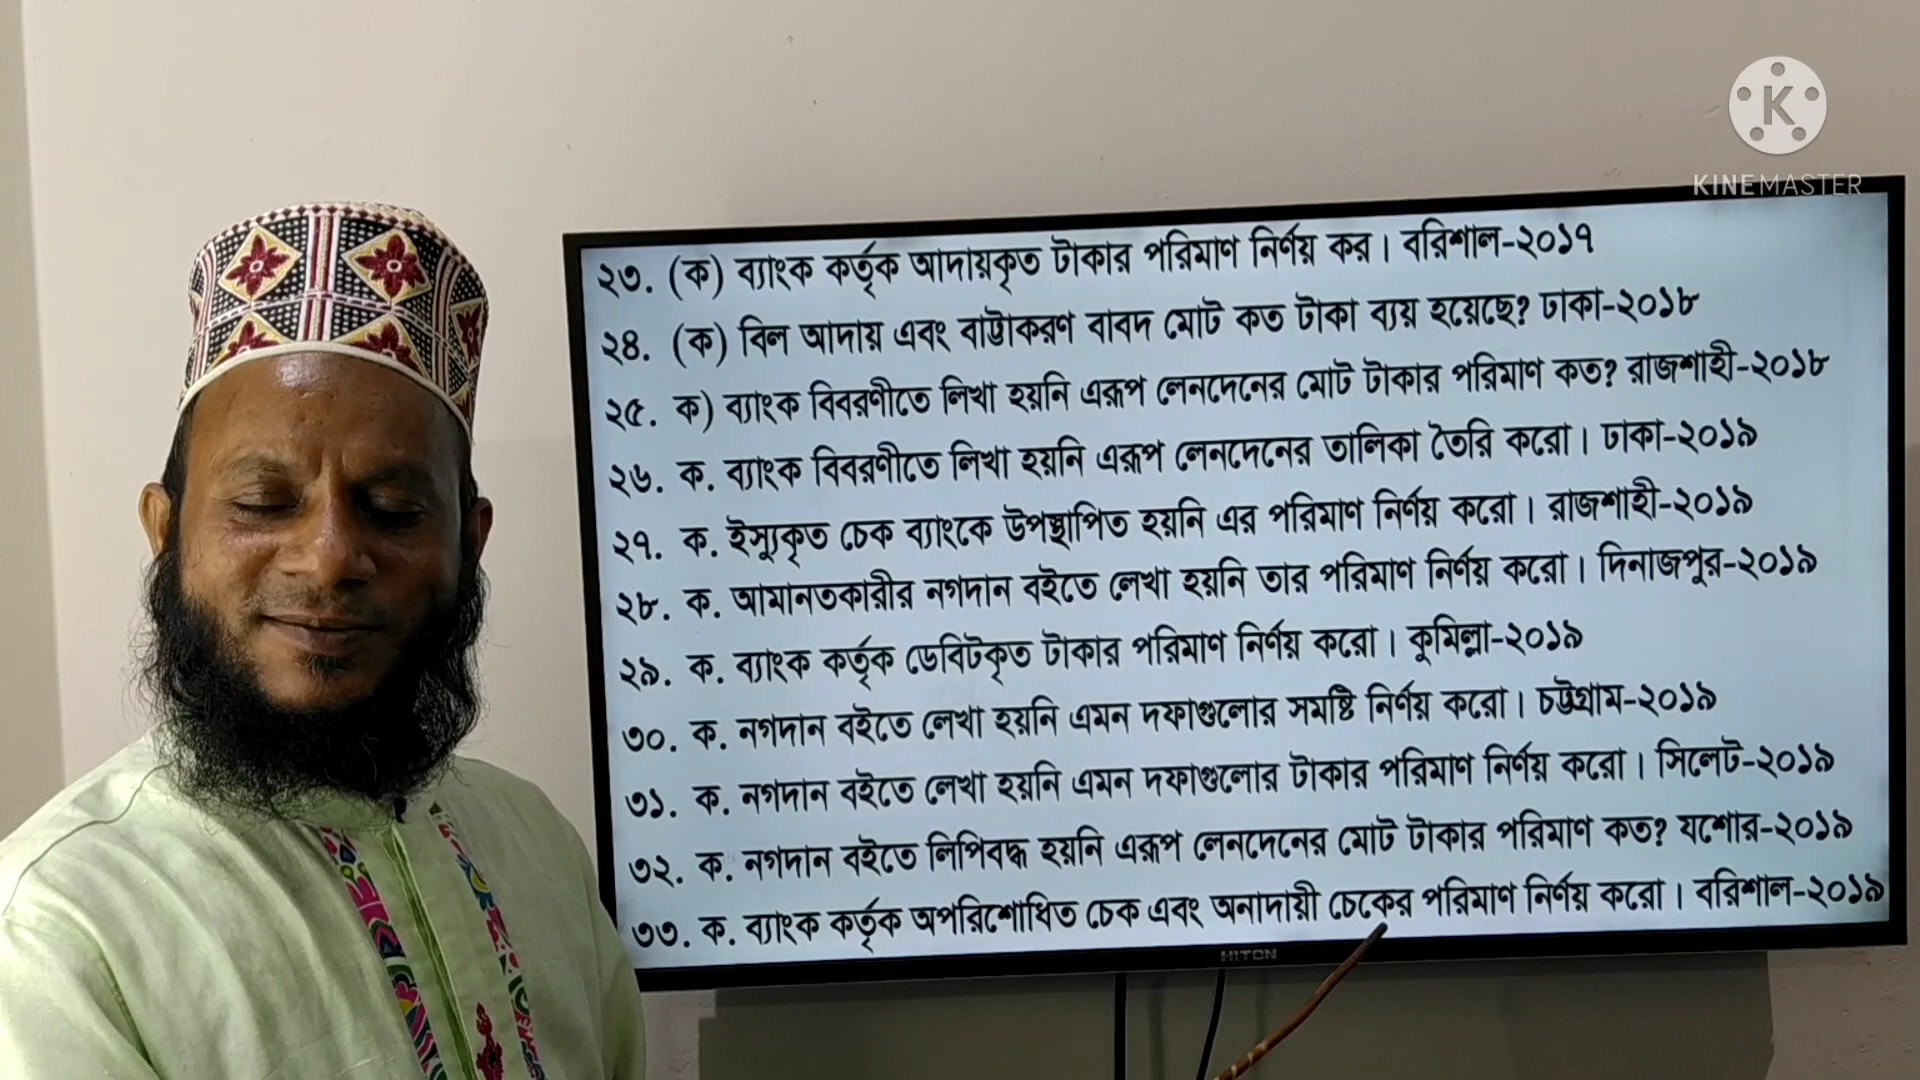 KINEMASTER
২৩. (ক) ব্যাংক কর্তৃক আদায়কৃত টাকার পরিমাণ নির্ণয় কর। বরিশাল-২০১৭
২৪. (ক) বিল আদায় এবং বাট্টাকরণ বাবদ মোট কত টাকা ব্যয় হয়েছে? ঢাকা-২০১৮
২৫. ক) ব্যাংক বিবরণীতে লিখা হয়নি এরূপ লেনদেনের মোট টাকার পরিমাণ কত? রাজশাহী-২০১৮
২৬. ক. ব্যাংক বিবরণীতে লিখা হয়নি এরূপ লেনদেনের তালিকা তৈরি করো। ঢাকা-২০১৯
২৭. ক. ইস্যুকৃত চেক ব্যাংকে উপস্থাপিত হয়নি এর পরিমাণ নির্ণয় করো। রাজশাহী-২০১৯
২৮. ক. আমানতকারীর নগদান বইতে লেখা হয়নি তার পরিমাণ নির্ণয় করো। দিনাজপুর-২০১৯
২৯. ক. ব্যাংক কর্তৃক ডেবিটকৃত টাকার পরিমাণ নির্ণয় করো। কুমিল্লা-২০১৯
৩০. ক. নগদান বইতে লেখা হয়নি এমন দফাগুলোর সমষ্টি নির্ণয় করো। চট্টগ্রাম-২০১৯
৩১. ক. নগদান বইতে লেখা হয়নি এমন দফাগুলোর টাকার পরিমাণ নির্ণয় করো। সিলেট-২০১৯
৩২. ক. নগদান বইতে লিপিবদ্ধ হয়নি এরূপ লেনদেনের মোট টাকার পরিমাণ কত? যশোর-২০১৯
৩৩. ক. ব্যাংক কর্তৃক অপরিশোধিত চেক এবং অনাদায়ী চেকের পরিমাণ নির্ণয় করো। বরিশাল-২০১৯
HITON